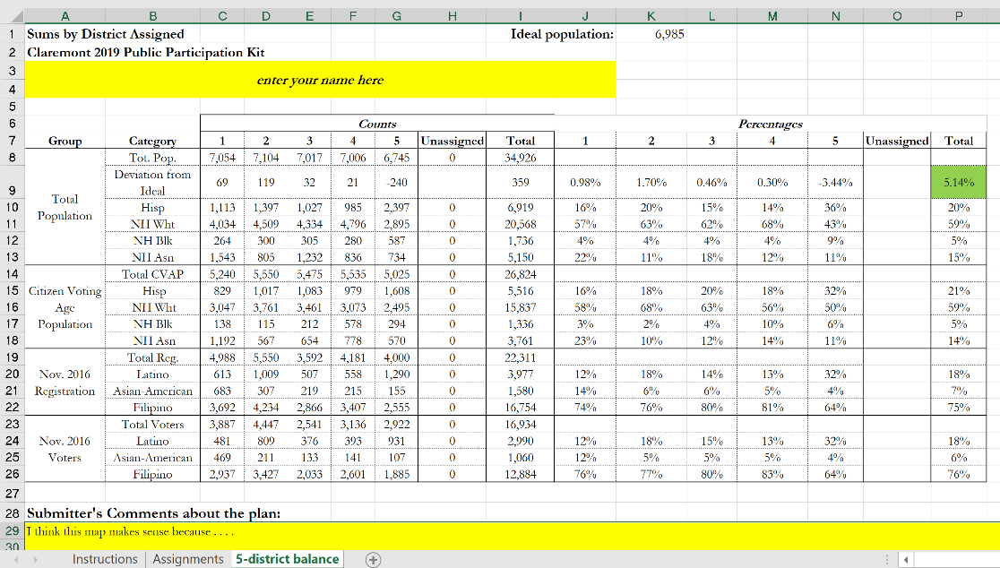 A B C D E F G H I J K L M N O P
1 Sums by District Assigned Ideal population: 6,985
2 Claremont 2019 Public Participation Kit
3
enter your name here
4
5
6 Counts Percentages
7 Group Category 1 2 3 4 5 Unassigned Total 1 2 3 4 5 Unassigned Total
8 Tot. Pop. 7,054 7,104 7,017 7,006 6,745 0 34,926
9 Deviation from Ideal 69 119 32 21 -240 359 0.98% 1.70% 0.46% 0.30% -3.44% 5.14%
Total Population
10 Hisp 1,113 1,397 1,027 985 2,397 0 6,919 16% 20% 15% 14% 36% 20%
11 NH Wht 4,034 4,509 4,334 4,796 2,895 0 20,568 57% 63% 62% 68% 43% 59%
12 NH Blk 264 300 305 280 587 0 1,736 4% 4% 4% 4% 9% 5%
13 NH Asn 1,543 805 1,232 836 734 0 5,150 22% 11% 18% 12% 11% 15%
14 Total CVAP 5,240 5,550 5,475 5,535 5,025 0 26,824
15 Citizen Voting Hisp 829 1,017 1,083 979 1,608 0 5,516 16% 18% 20% 18% 32% 21%
16 Age NH Wht 3,047 3,761 3,461 3,073 2,495 0 15,837 58% 68% 63% 56% 50% 59%
17 Population NH Blk 138 115 212 578 294 0 1,336 3% 2% 4% 10% 6% 5%
18 NH Asn 1,192 567 654 778 570 0 3,761 23% 10% 12% 14% 11% 14%
19 Total Reg. 4,988 5,550 3,592 4,181 4,000 0 22,311
20 Nov. 2016 Latino 613 1,009 507 558 1,290 0 3,977 12% 18% 14% 13% 32% 18%
21 Registration Asian-American 683 307 219 215 155 0 1,580 14% 6% 6% 5% 4% 7%
22 Filipino 3,692 4,234 2,866 3,407 2,555 0 16,754 74% 76% 80% 81% 64% 75%
23 Total Voters 3,887 4,447 2,541 3,136 2,922 0 16,934
24 Nov. 2016 Latino 481 809 376 393 931 0 2,990 12% 18% 15% 13% 32% 18%
25 Voters Asian-American 469 211 133 141 107 0 1,060 12% 5% 5% 5% 4% 6%
26 Filipino 2,937 3,427 2,033 2,601 1,885 0 12,884 76% 77% 80% 83% 64% 76%
27
28 Submitter's Comments about the plan:
29 I think this map makes sense because . . . .
30
Instructions Assignments 5-district balance